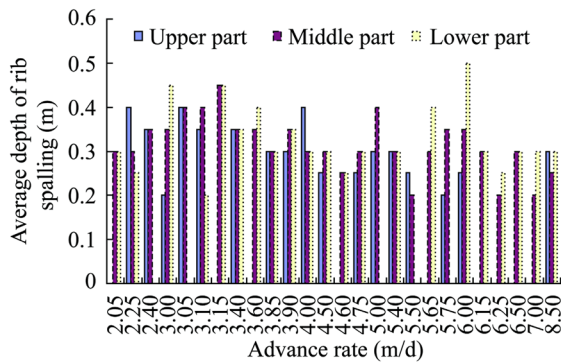 Upper part Middle part Lower part
Average depth of rib
spalling (m)
0.6
0.5
0.4
0.3
0.2
0.1
0
2.05 2.25 2.40 3.00 3.05 3.10 3.15 3.40 3.60 3.85 3.90 4.00 4.50 4.60 4.75 5.00 5.40 5.50 5.65 5.75 6.00 6.15 6.25 6.50 7.00 8.50
Advance rate (m/d)